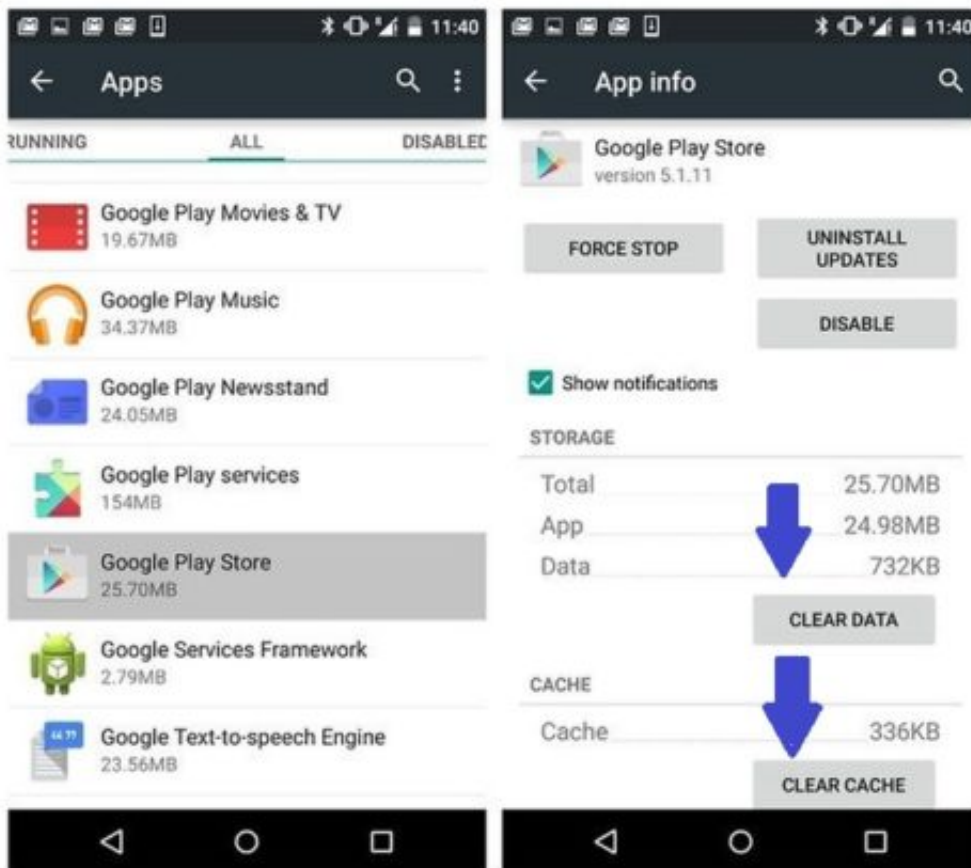 11:40
Apps
RUNNING ALL DISABLED
Google Play Movies & TV
19.67MB
Google Play Music
34.37MB
Google Play Newsstand
24.05MB
Google Play services
154MB
Google Play Store
25.70MB
Google Services Framework
2.79MB
Google Text-to-speech Engine
23.56MB
11:40
App info
Google Play Store
version 5.1.11
FORCE STOP
UNINSTALL
UPDATES
DISABLE
Show notifications
STORAGE
Total 25.70MB
App 24.98MB
Data 732KB
CLEAR DATA
CACHE
Cache 336KB
CLEAR CACHE